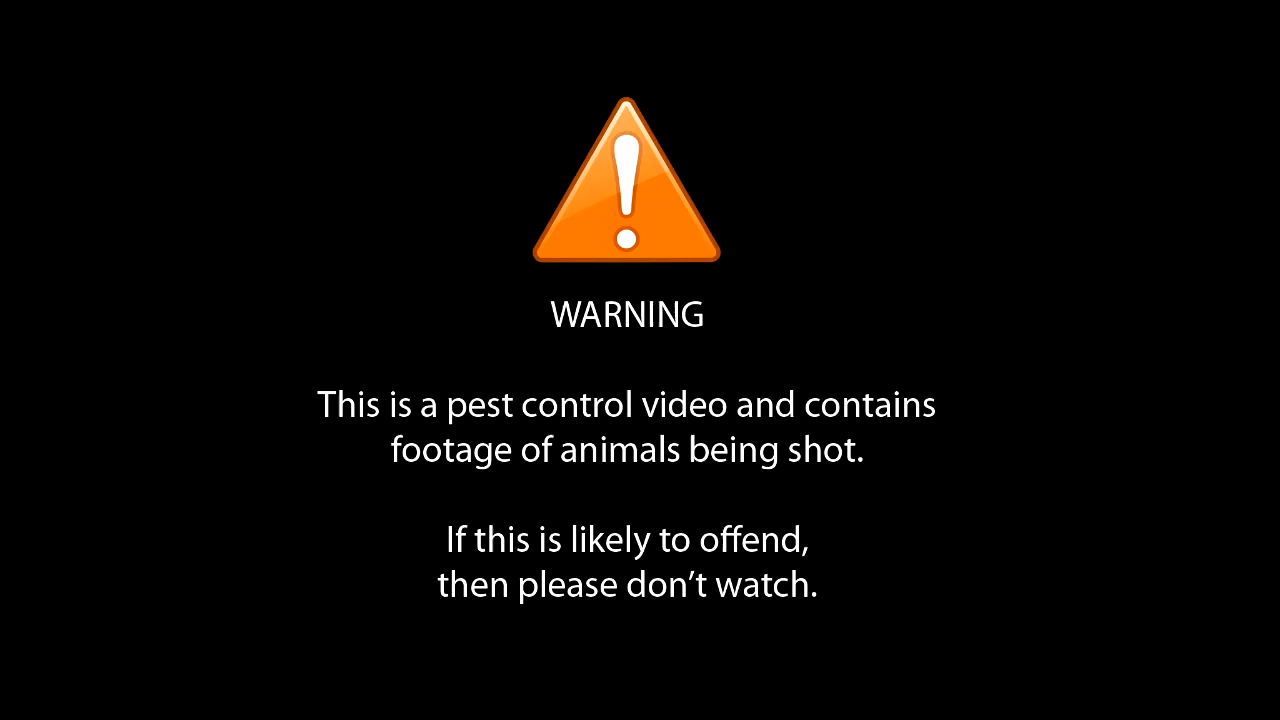 WARNING
This is a pest control video and contains
footage of animals being shot.
If this is likely to offend,
then please don’t watch.